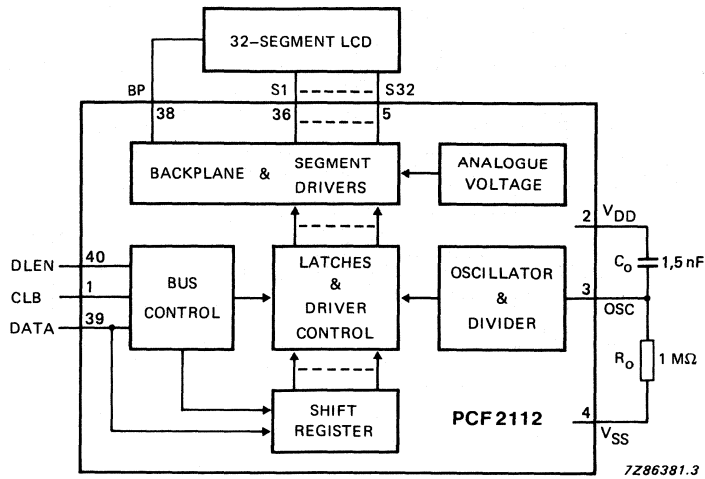 32-SEGMENT LCD
BP
S1
S32
38
36
5
BACKPLANE & SEGMENT
DRIVERS
ANALOGUE
VOLTAGE
2
VDD
DLEN
40
CLB
1
DATA
39
BUS
CONTROL
LATCHES
&
DRIVER
CONTROL
OSCILLATOR
&
DIVIDER
Co
1,5 nF
3
OSC
Ro
1 MΩ
SHIFT
REGISTER
PCF2112
4
VSS
7Z86381.3